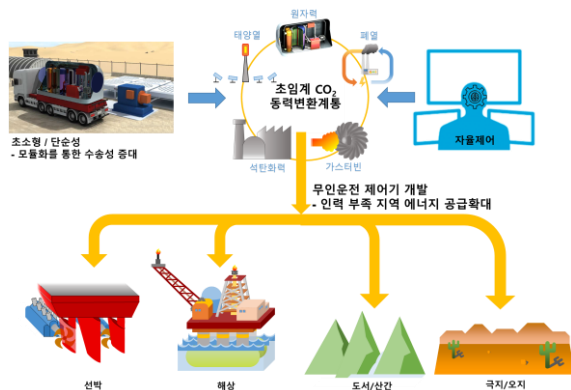 원자력
태양열
폐열
초임계 CO₂
동력변환계통
석탄화력
가스터빈
자율제어
초소형 / 단순성
- 모듈화를 통한 수송성 증대
무인운전 제어기 개발
- 인력 부족 지역 에너지 공급확대
선박
해상
도서/산간
극지/오지